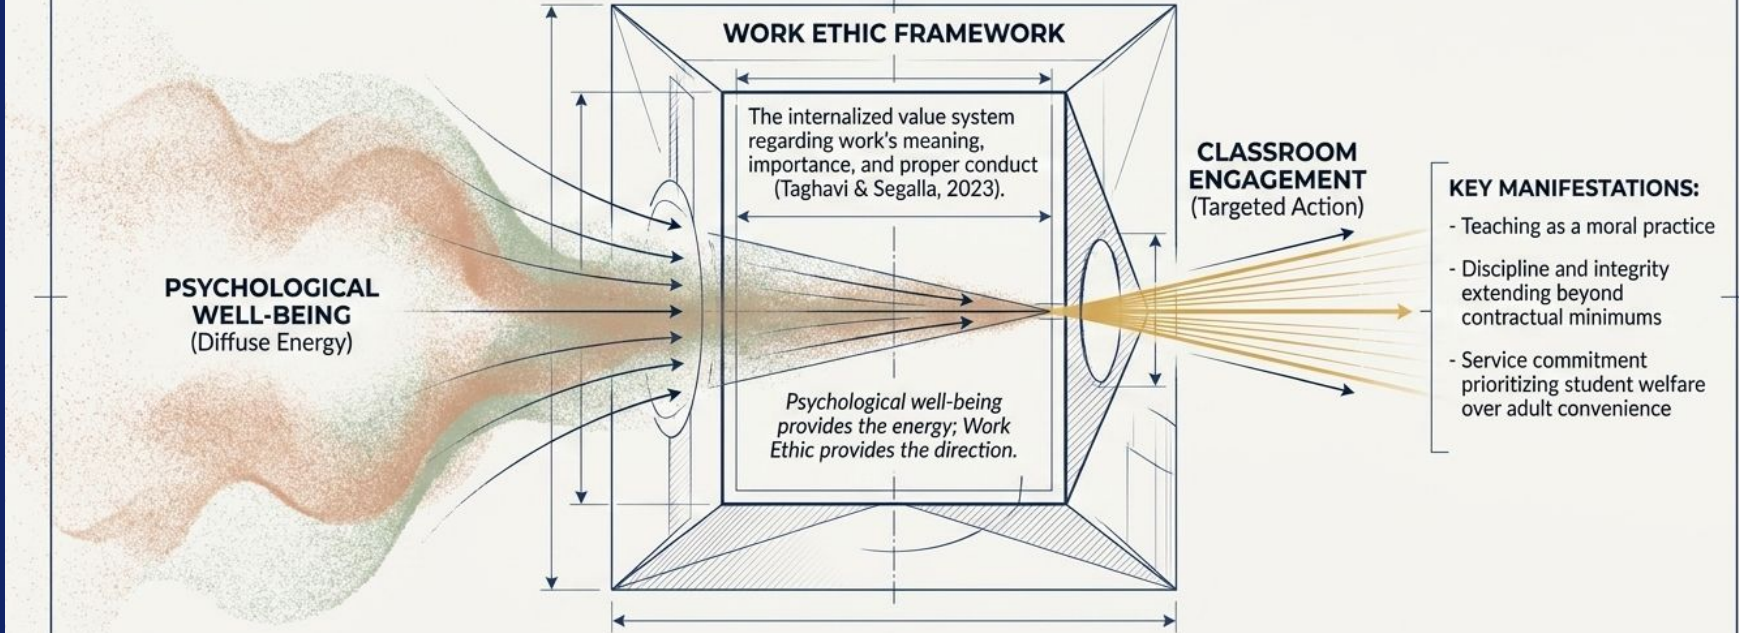 WORK ETHIC FRAMEWORK
The internalized value system
regarding work's meaning,
importance, and proper conduct
(Taghavi & Segalla, 2023).
PSYCHOLOGICAL
WELL-BEING
(Diffuse Energy)
Psychological well-being
provides the energy; Work
Ethic provides the direction.
CLASSROOM
ENGAGEMENT
(Targeted Action)
KEY MANIFESTATIONS:
- Teaching as a moral practice
- Discipline and integrity
extending beyond
contractual minimums
- Service commitment
prioritizing student welfare
over adult convenience